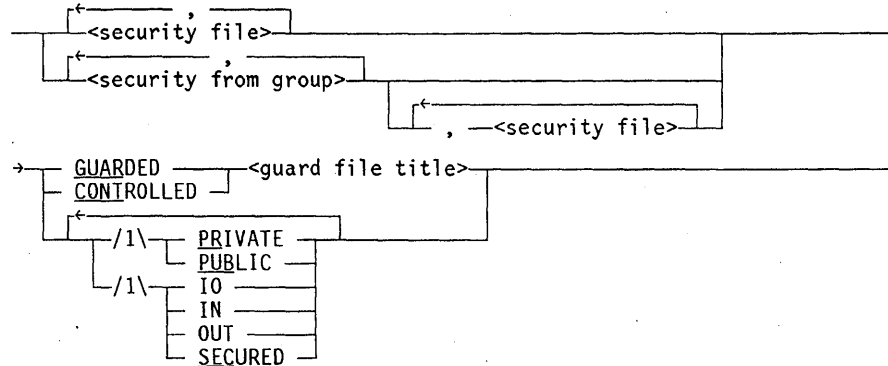 ,
<security file>
,
<security from group>
, <security file>
GUARDED <guard file title>
CONTROLLED
/1\ PRIVATE
PUBLIC
/1\ IO
IN
OUT
SECURED